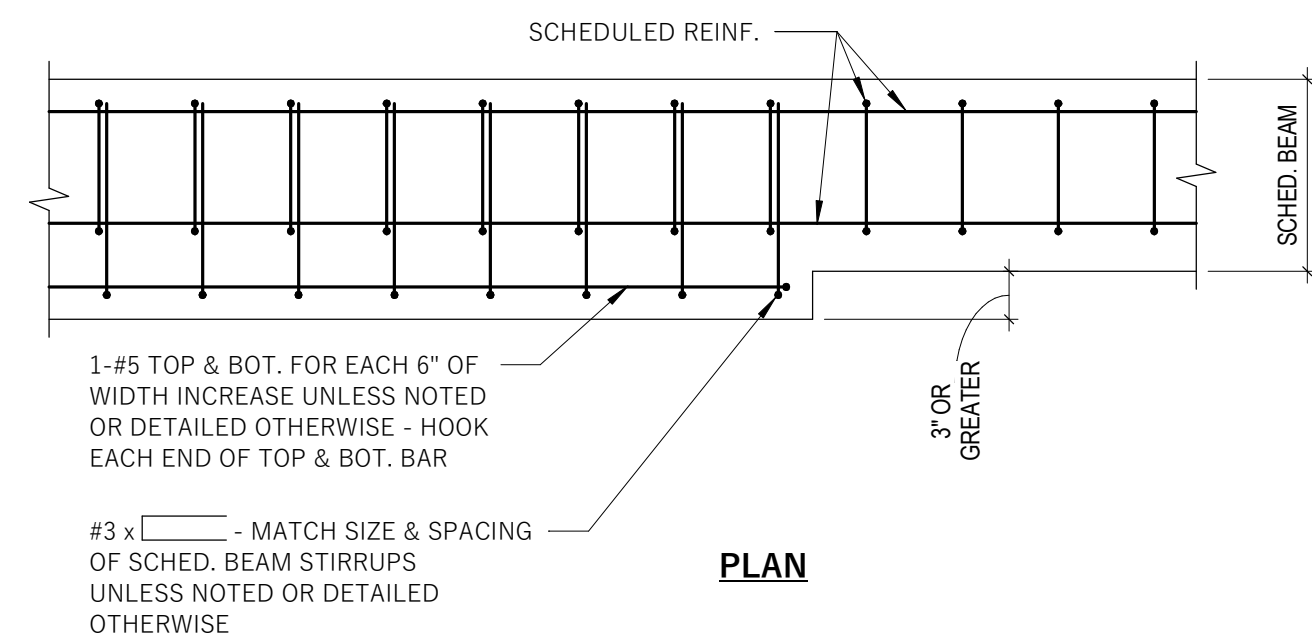 SCHEDULED REINF.
SCHED. BEAM
3" OR
GREATER
1-#5 TOP & BOT. FOR EACH 6" OF
WIDTH INCREASE UNLESS NOTED
OR DETAILED OTHERWISE - HOOK
EACH END OF TOP & BOT. BAR
#3 x - MATCH SIZE & SPACING
OF SCHED. BEAM STIRRUPS
UNLESS NOTED OR DETAILED
OTHERWISE
PLAN